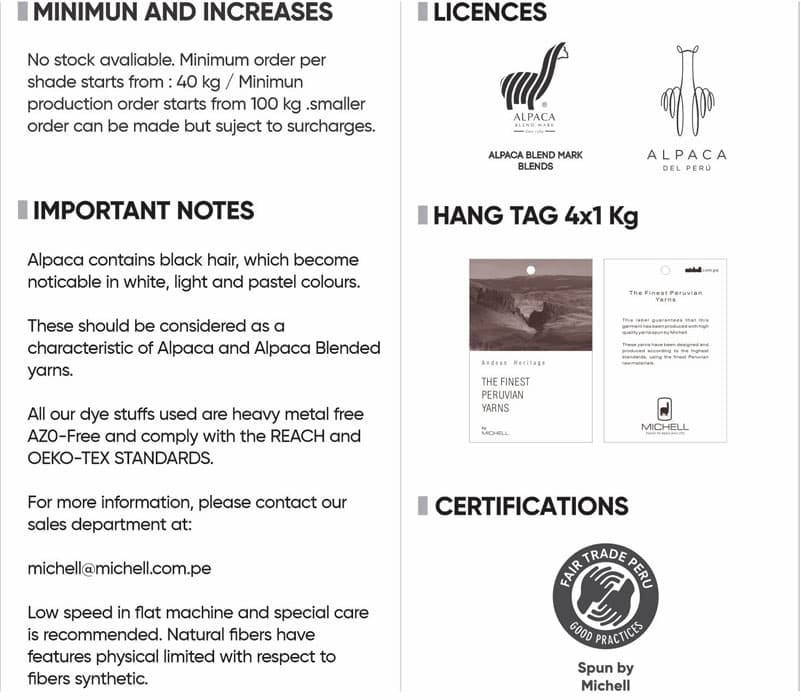 MINIMUN AND INCREASES
No stock avaliable. Minimum order per
shade starts from : 40 kg / Minimun
production order starts from 100 kg .smaller
order can be made but suject to surcharges.
IMPORTANT NOTES
Alpaca contains black hair, which become
noticable in white, light and pastel colours.
These should be considered as a
characteristic of Alpaca and Alpaca Blended
yarns.
All our dye stuffs used are heavy metal free
AZ0-Free and comply with the REACH and
OEKO-TEX STANDARDS.
For more information, please contact our
sales department at:
michell@michell.com.pe
Low speed in flat machine and special care
is recommended. Natural fibers have
features physical limited with respect to
fibers synthetic.
LICENCES
®
ALPACA
BLEND MARK
ALPACA BLEND MARK
BLENDS
ALPACA
DEL PERÚ
HANG TAG 4x1 Kg
Andean Heritage
THE FINEST
PERUVIAN
YARNS
by
MICHELL
michell.com.pe
The Finest Peruvian
Yarns
This label guarantees that this
garment has been produced with high
quality yarns spun by Michell.
These yarns have been designed and
produced according to the highest
standards, using the finest Peruvian
raw materials.
MICHELL
CERTIFICATIONS
FAIR TRADE PERU
GOOD PRACTICES
Spun by
Michell